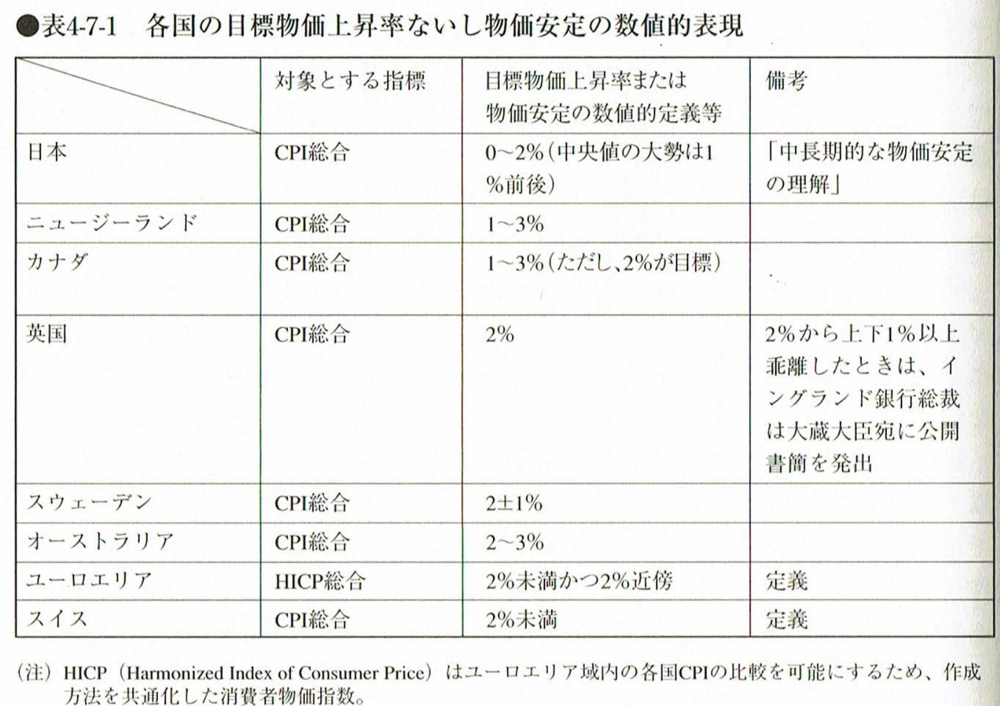 ●表4-7-1　各国の目標物価上昇率ないし物価安定の数値的表現
対象とする指標
目標物価上昇率または
物価安定の数値的定義等
備考
日本
CPI総合
0〜2%（中央値の大勢は1
%前後）
「中長期的な物価安定
の理解」
ニュージーランド
CPI総合
1〜3%
カナダ
CPI総合
1〜3%（ただし、2%が目標）
英国
CPI総合
2%
2%から上下1%以上
乖離したときは、イ
ングランド銀行総裁
は大蔵大臣宛に公開
書簡を発出
スウェーデン
CPI総合
2±1%
オーストラリア
CPI総合
2〜3%
ユーロエリア
HICP総合
2%未満かつ2%近傍
定義
スイス
CPI総合
2%未満
定義
（注）HICP（Harmonized Index of Consumer Price）はユーロエリア域内の各国CPIの比較を可能にするため、作成
方法を共通化した消費者物価指数。